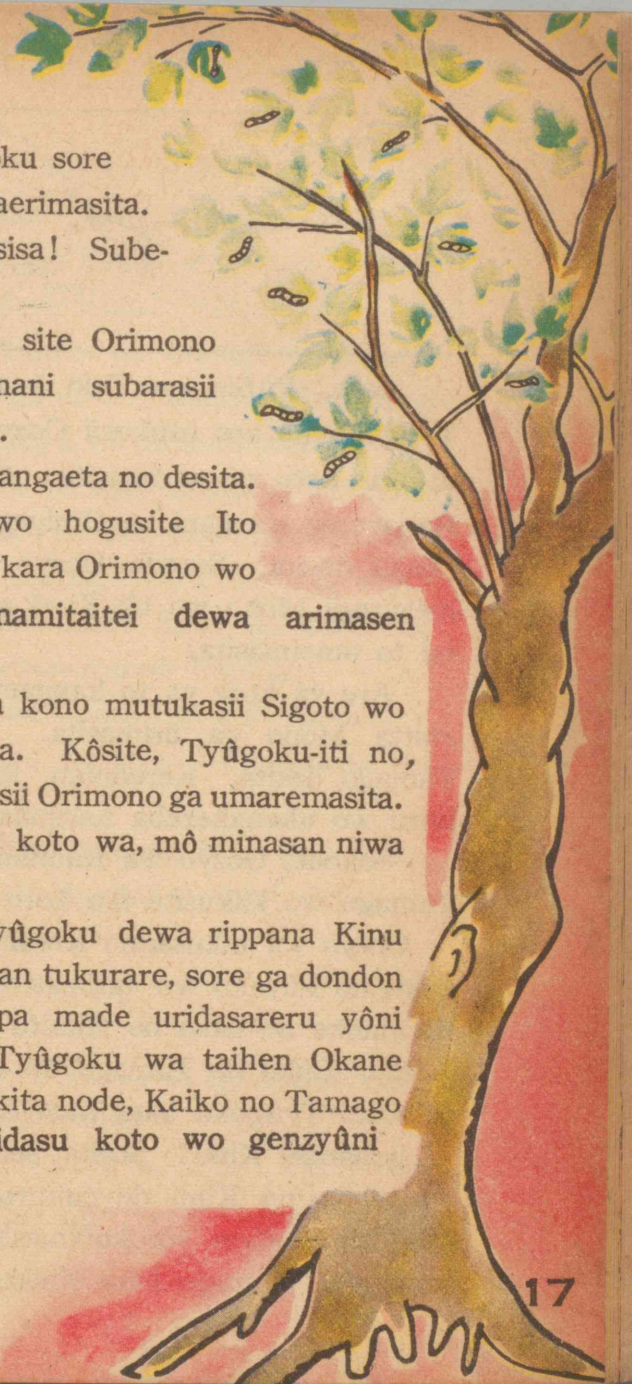 ku sore
aerimasita.
sisa! Sube-
site Orimono
nani subarasii
.
angaeta no desita.
wo hogusite Ito
kara Orimono wo
namitaitei dewa arimasen
kono mutukasii Sigoto wo
a. Kôsite, Tyûgoku-iti no,
sii Orimono ga umaremasita.
koto wa, mô minasan niwa
yûgoku dewa rippana Kinu
an tukurare, sore ga dondon
pa made uridasareru yôni
Tyûgoku wa taihen Okane
kita node, Kaiko no Tamago
idasu koto wo genzyûni
17